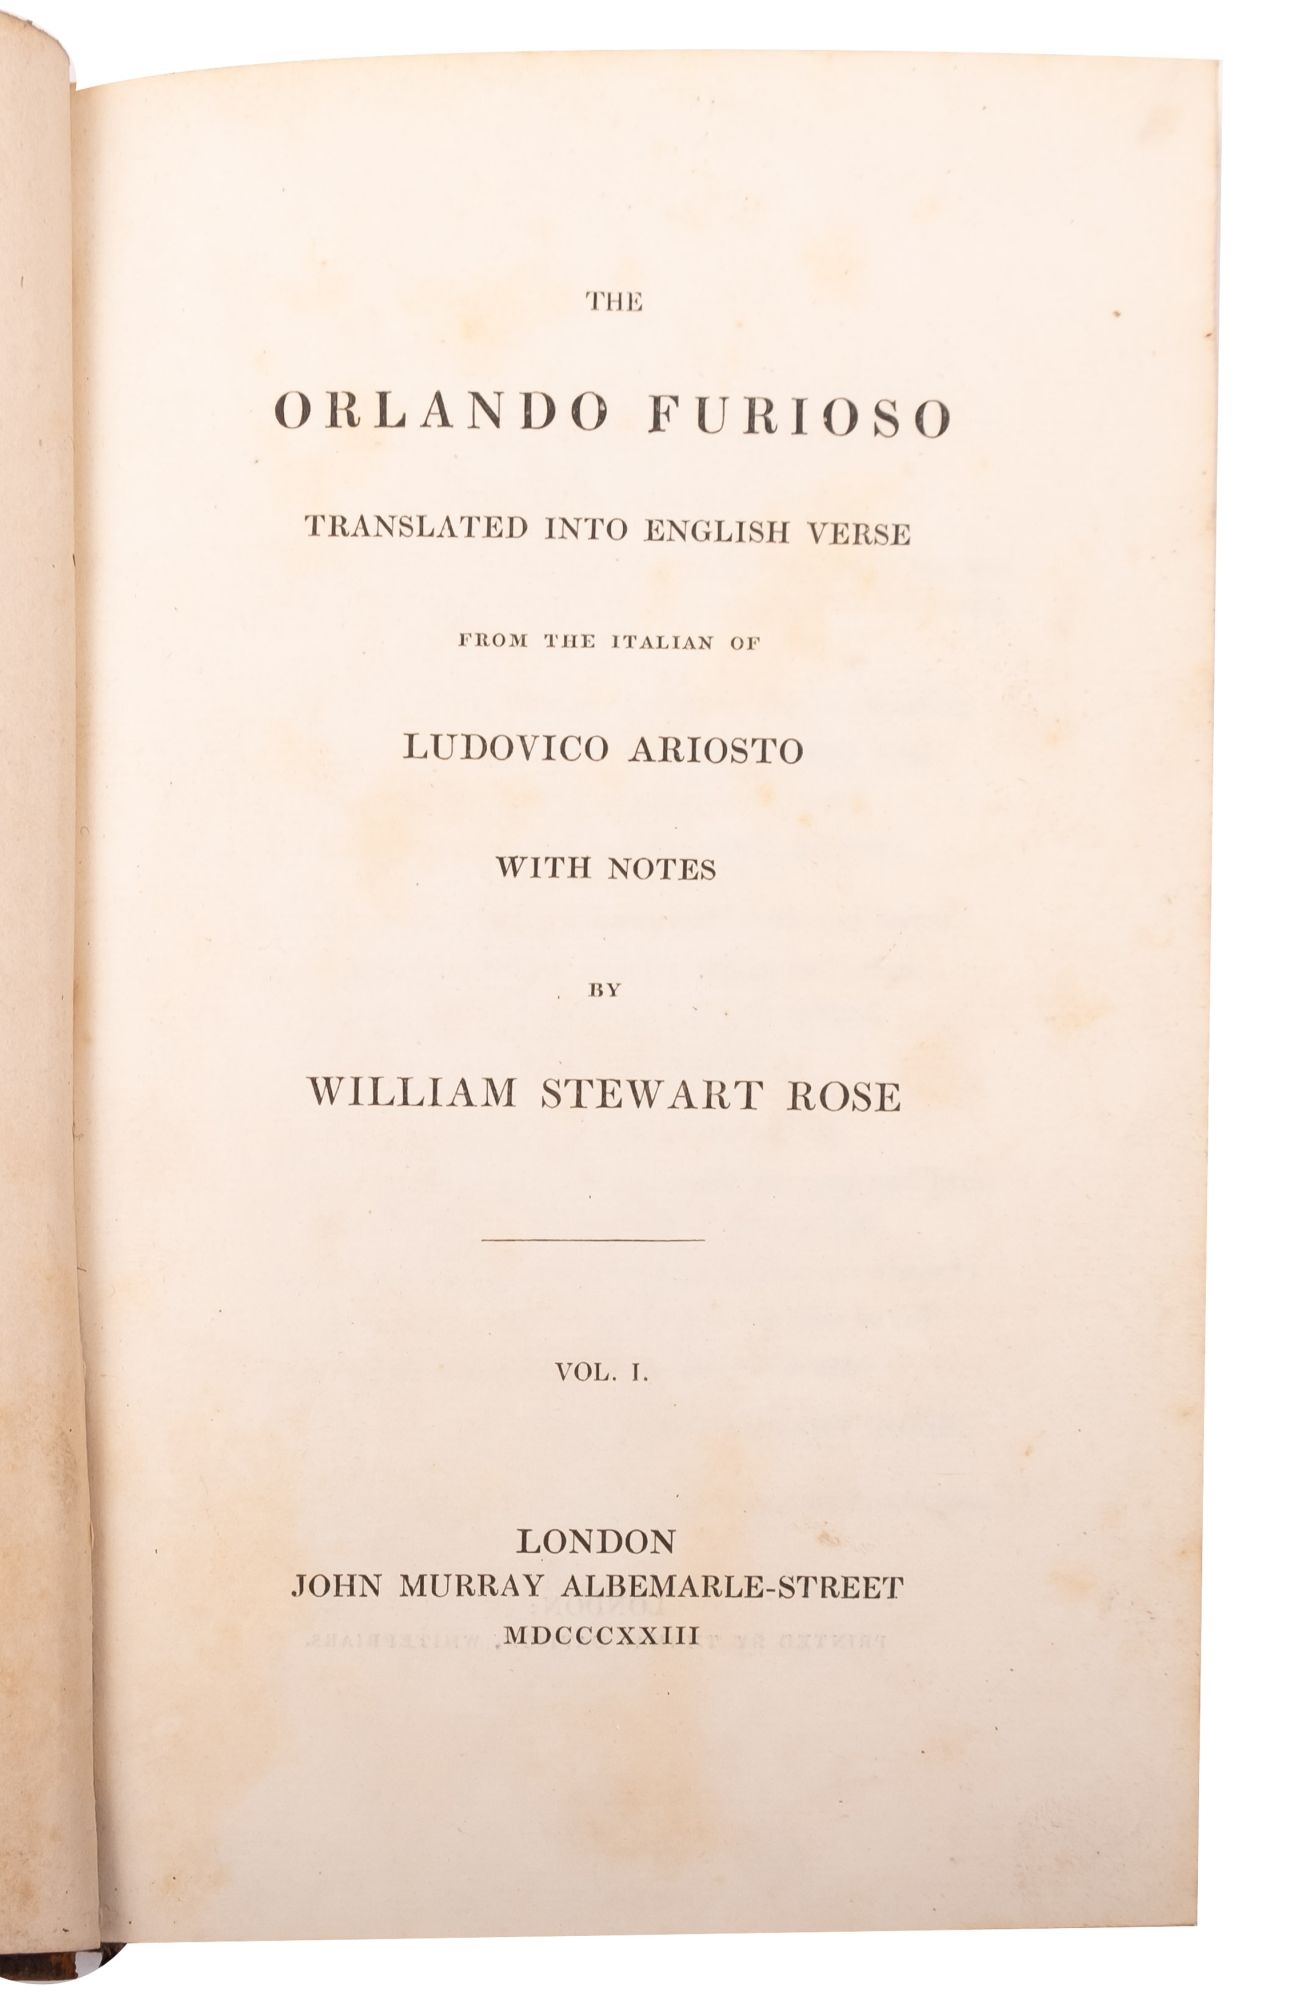 THE
ORLANDO FURIOSO
TRANSLATED INTO ENGLISH VERSE
FROM THE ITALIAN OF
LUDOVICO ARIOSTO
WITH NOTES
BY
WILLIAM STEWART ROSE
VOL. I.
LONDON
JOHN MURRAY ALBEMARLE-STREET
MDCCCXXIII